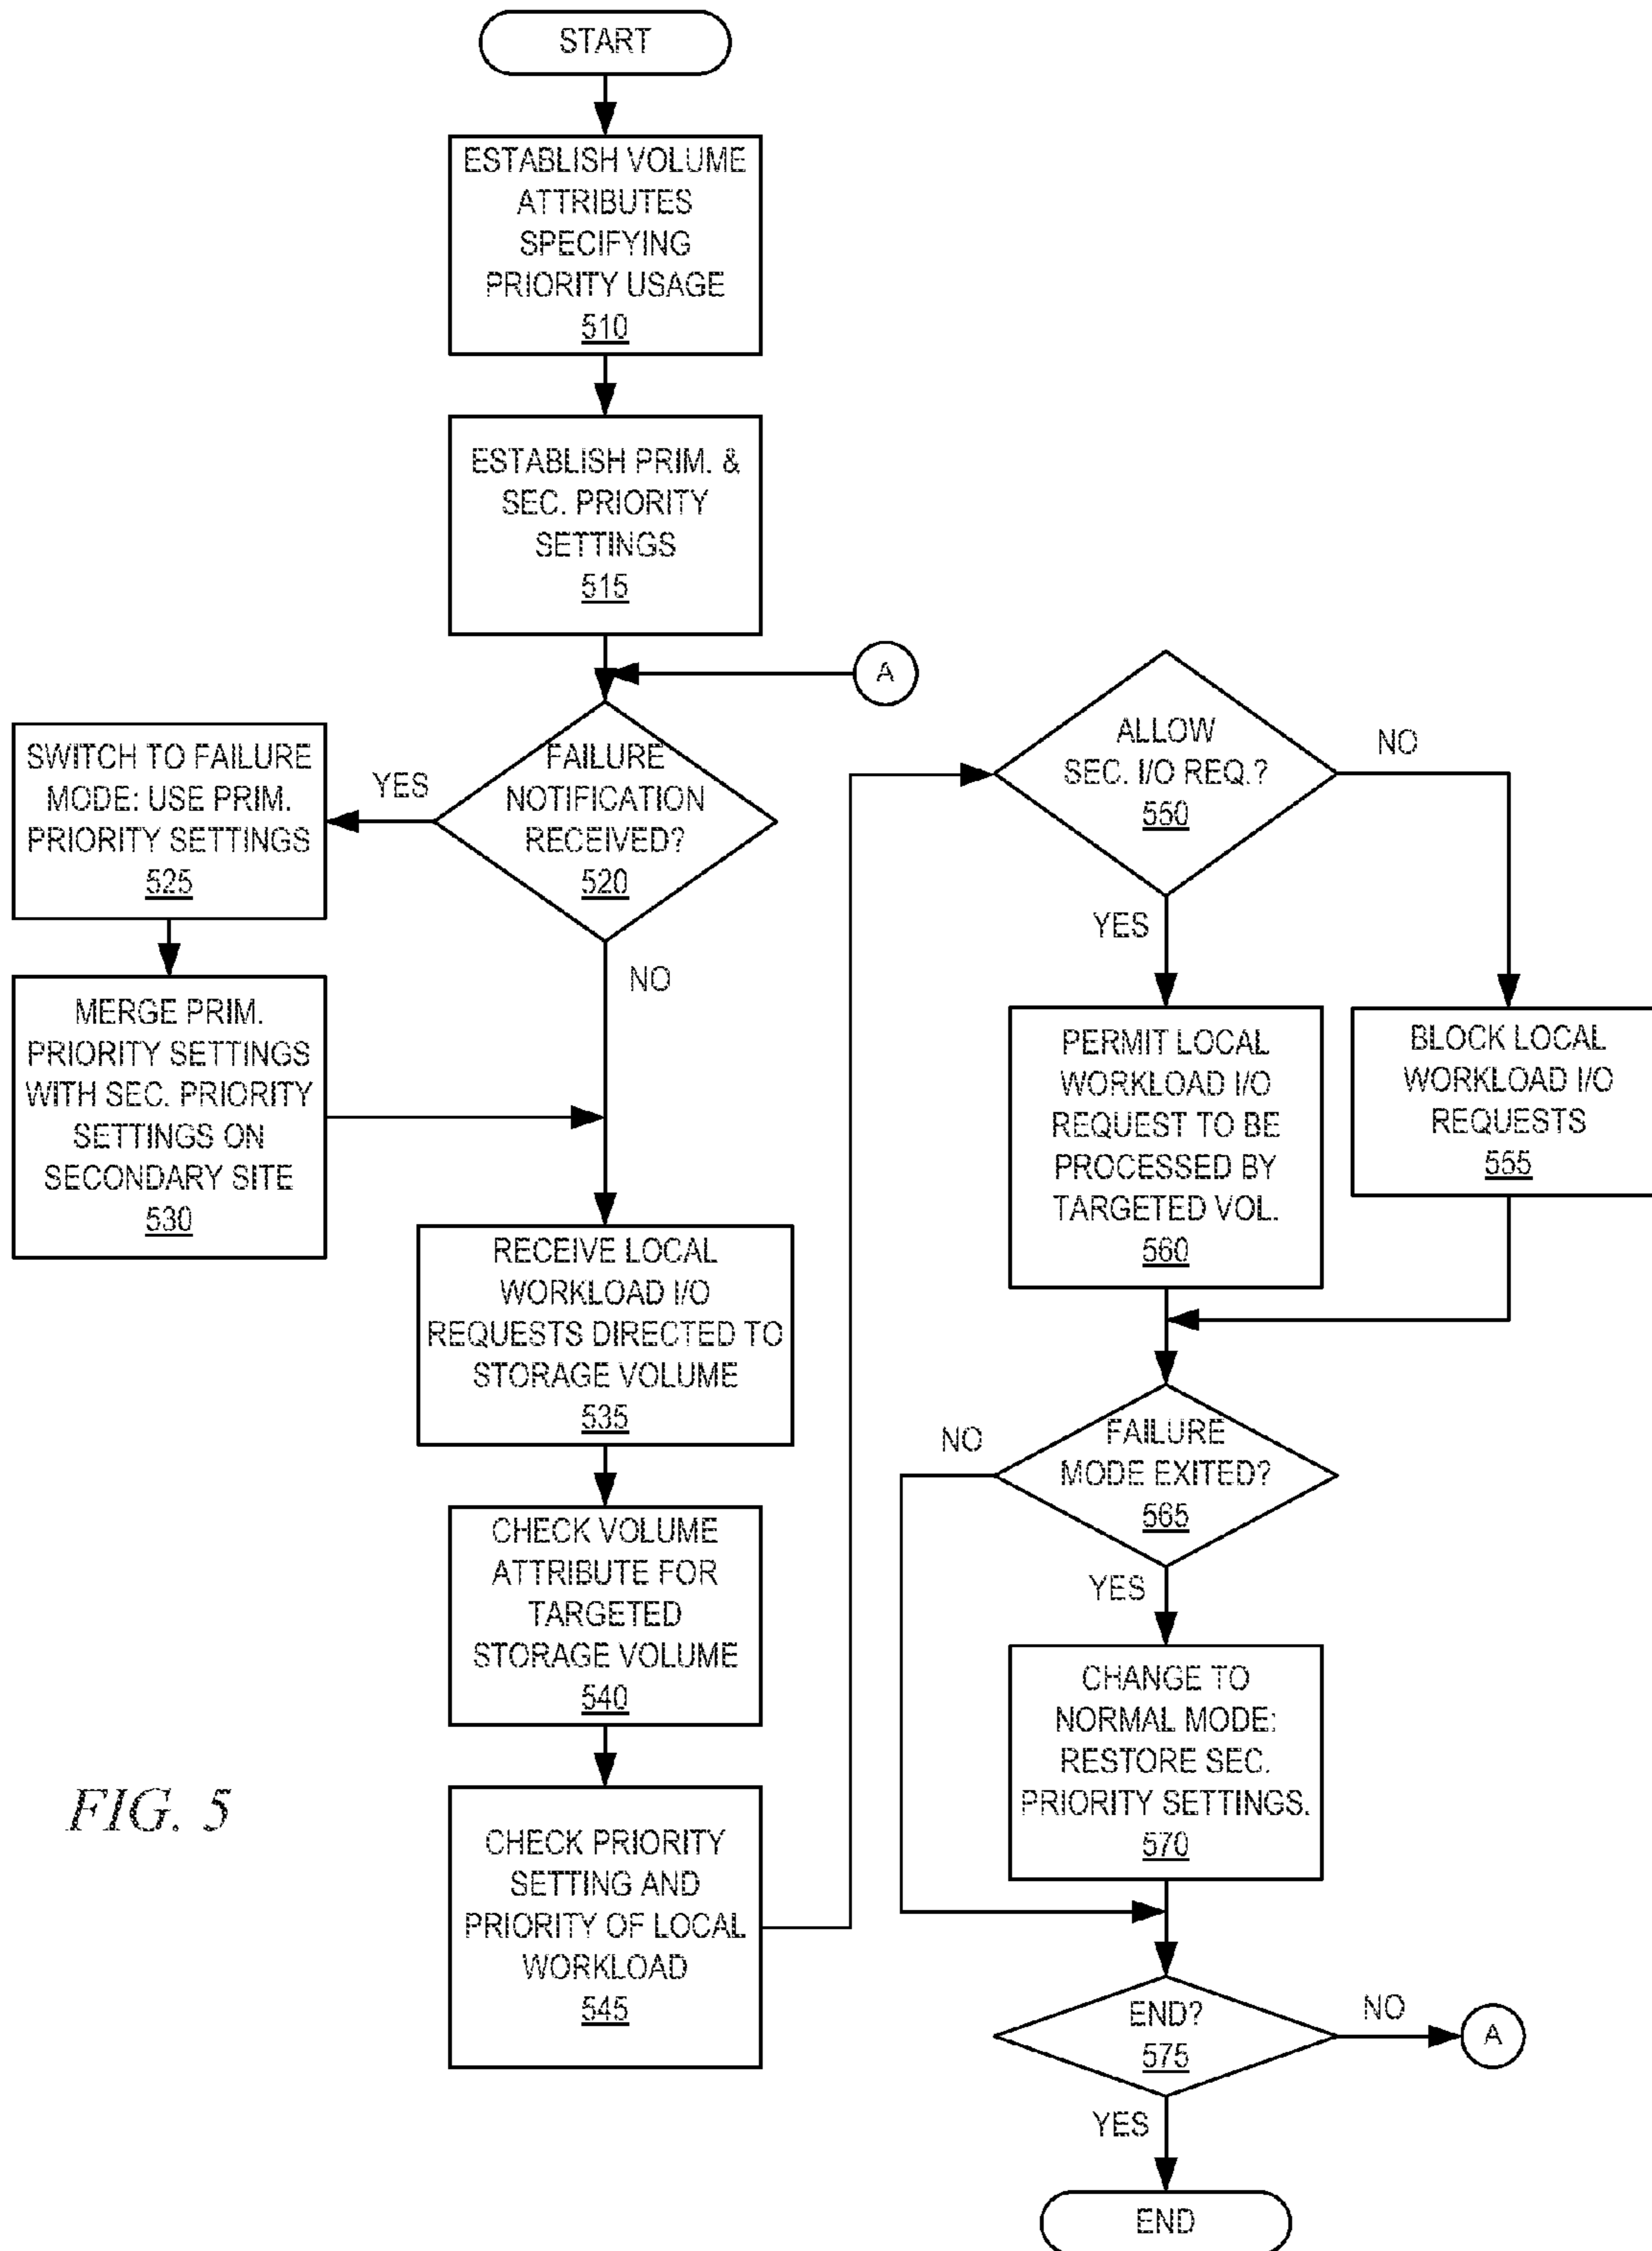 START
ESTABLISH VOLUME
ATTRIBUTES
SPECIFYING
PRIORITY USAGE
510
ESTABLISH PRIM. &
SEC. PRIORITY
SETTINGS
515
A
FAILURE
NOTIFICATION
RECEIVED?
520
YES
NO
SWITCH TO FAILURE
MODE: USE PRIM.
PRIORITY SETTINGS
525
MERGE PRIM.
PRIORITY SETTINGS
WITH SEC. PRIORITY
SETTINGS ON
SECONDARY SITE
530
RECEIVE LOCAL
WORKLOAD I/O
REQUESTS DIRECTED TO
STORAGE VOLUME
535
CHECK VOLUME
ATTRIBUTE FOR
TARGETED
STORAGE VOLUME
540
CHECK PRIORITY
SETTING AND
PRIORITY OF LOCAL
WORKLOAD
545
ALLOW
SEC. I/O REQ.?
550
NO
YES
PERMIT LOCAL
WORKLOAD I/O
REQUEST TO BE
PROCESSED BY
TARGETED VOL.
560
BLOCK LOCAL
WORKLOAD I/O
REQUESTS
555
FAILURE
MODE EXITED?
565
NO
YES
CHANGE TO
NORMAL MODE:
RESTORE SEC.
PRIORITY SETTINGS.
570
END?
575
NO
A
YES
END
FIG. 5